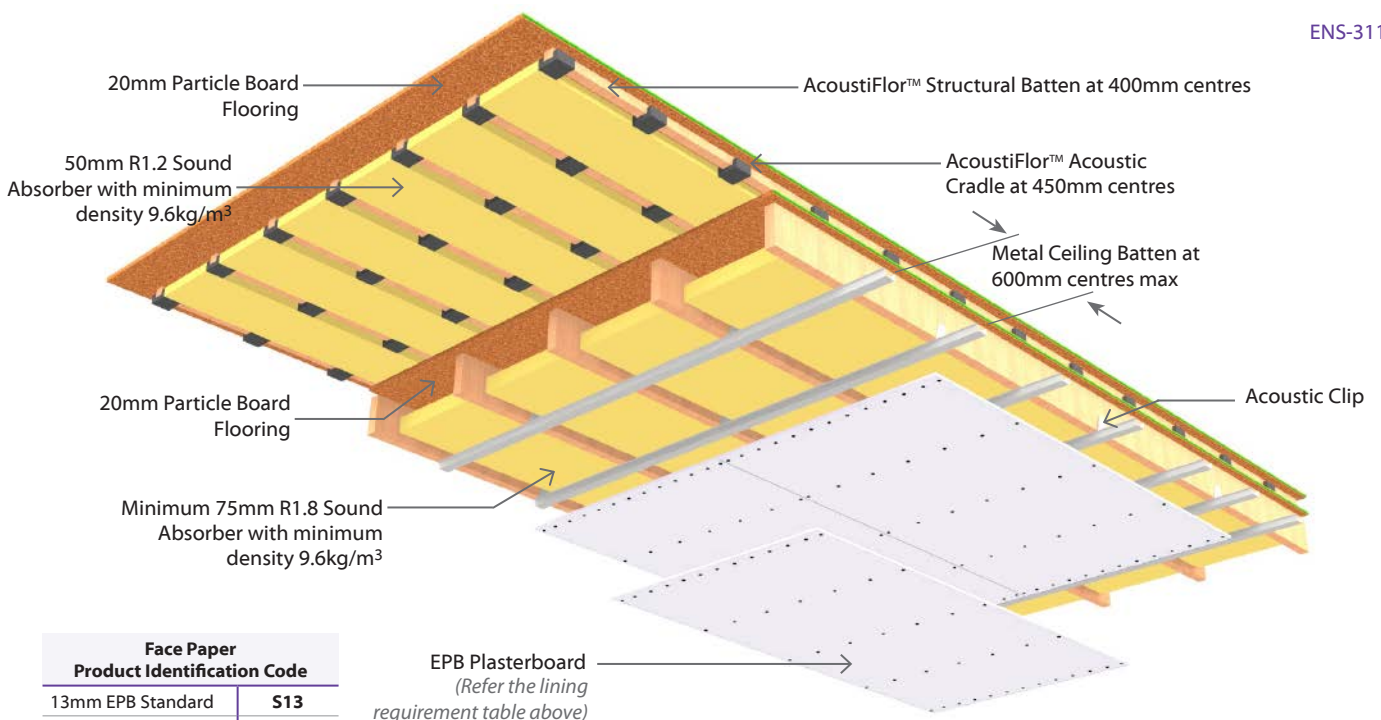 ENS-311
20mm Particle Board
Flooring
AcoustiFlor™ Structural Batten at 400mm centres
50mm R1.2 Sound
Absorber with minimum
density 9.6kg/m³
AcoustiFlor™ Acoustic
Cradle at 450mm centres
Metal Ceiling Batten at
600mm centres max
20mm Particle Board
Flooring
Acoustic Clip
Minimum 75mm R1.8 Sound
Absorber with minimum
density 9.6kg/m³
Face Paper
Product Identification Code
13mm EPB Standard S13
EPB Plasterboard
(Refer the lining
requirement table above)